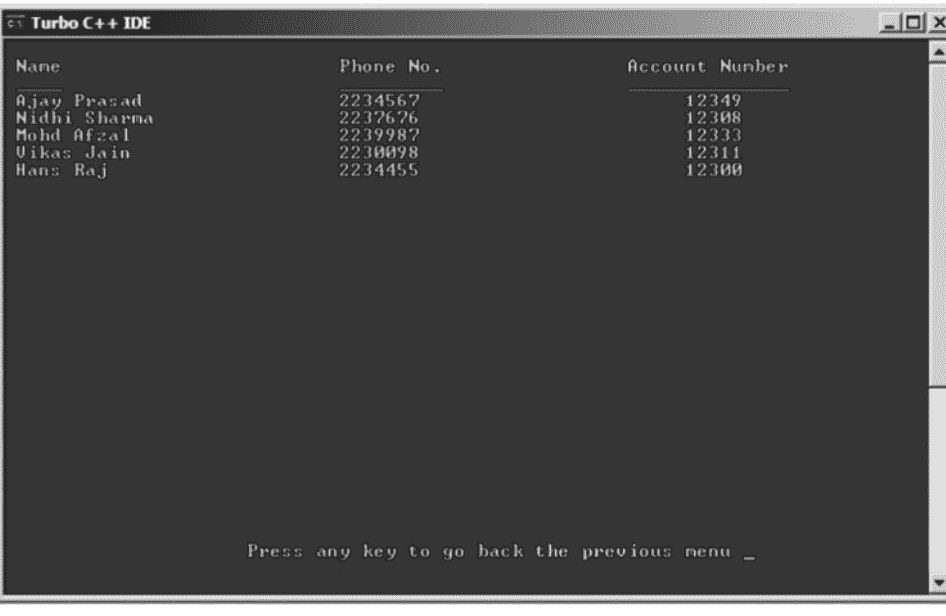 Turbo C++ IDE
Name Phone No. Account Number
Ajay Prasad 2234567 12349
Nidhi Sharma 2237676 12308
Mohd Afzal 2239987 12333
Vikas Jain 2230098 12311
Hans Raj 2234455 12300
Press any key to go back the previous menu _